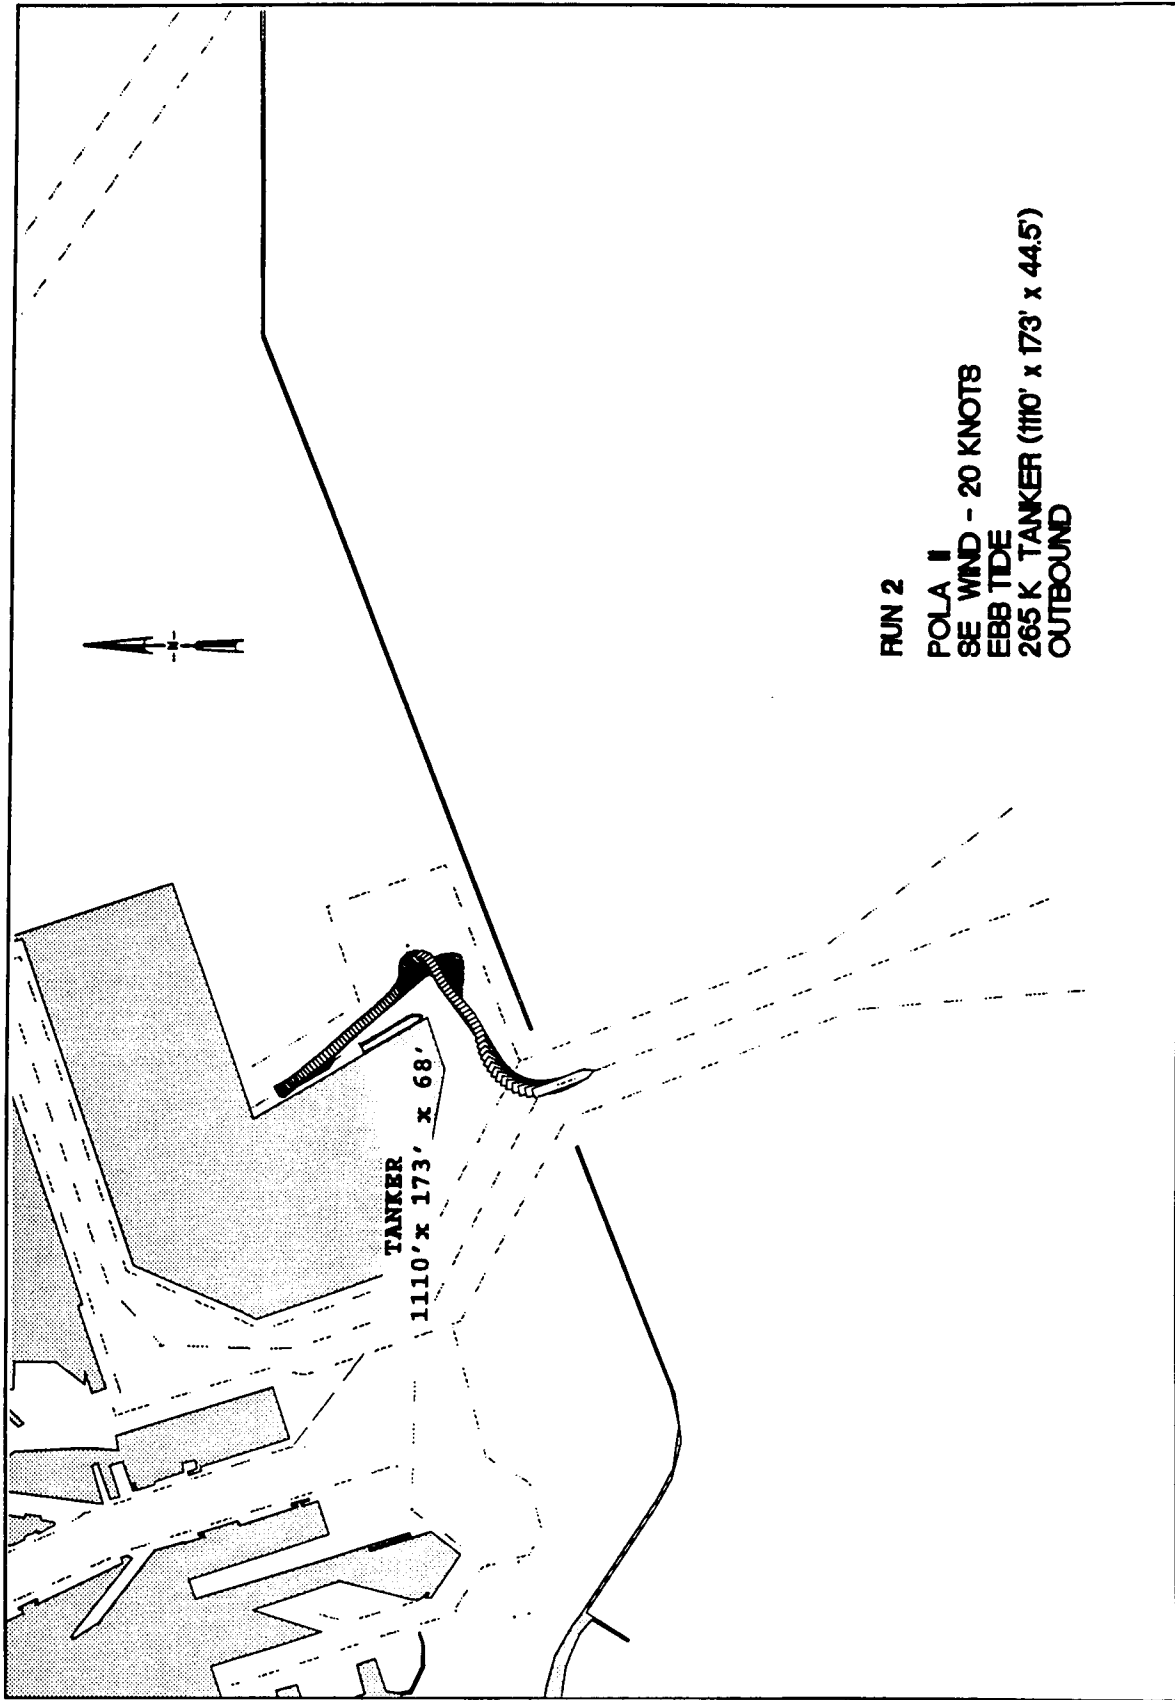 N
TANKER
1110'x 173' x 68'
RUN 2
POLA II
SE WIND - 20 KNOTS
EBB TIDE
265 K TANKER (1110' x 173' x 44.5')
OUTBOUND